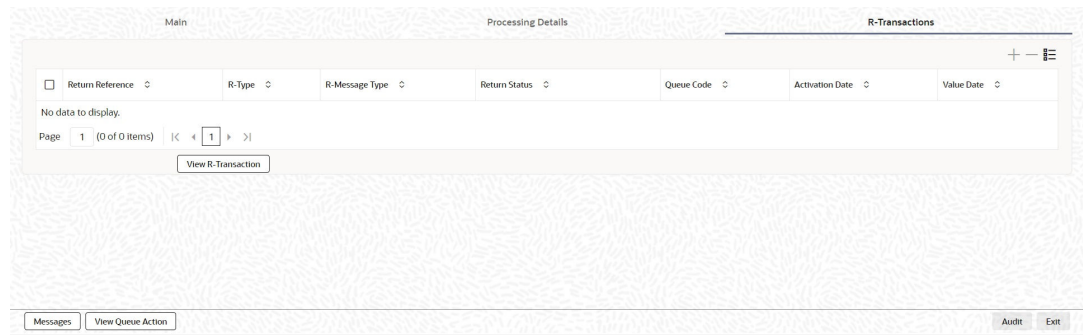 Main Processing Details R-Transactions
Return Reference R-Type R-Message Type Return Status Queue Code Activation Date Value Date
No data to display.
Page 1 (0 of 0 items) 1
View R-Transaction
Messages View Queue Action Audit Exit